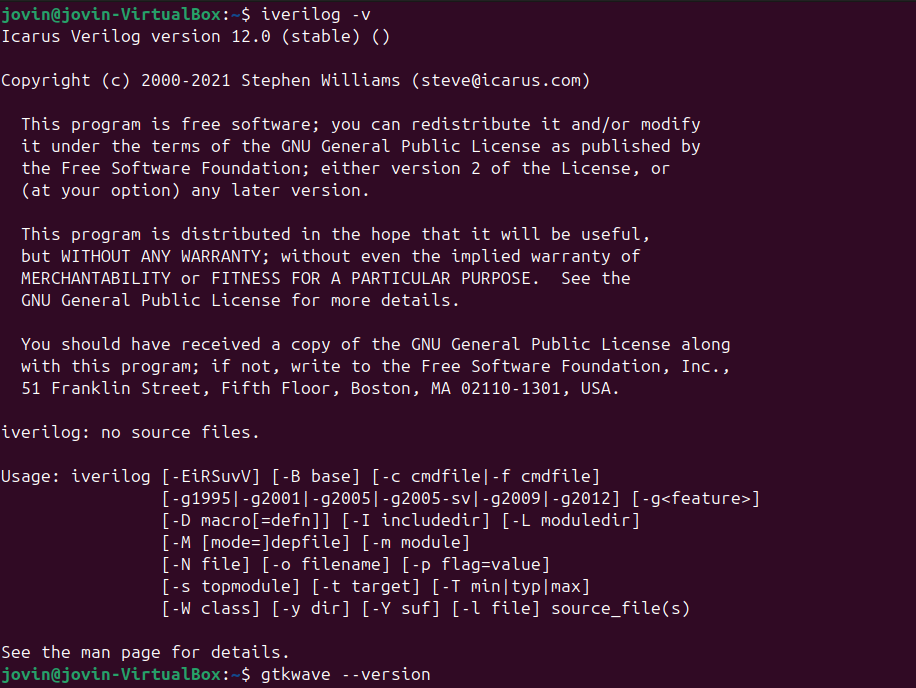 jovin@jovin-VirtualBox:~$ iverilog -v
Icarus Verilog version 12.0 (stable) ()
Copyright (c) 2000-2021 Stephen Williams (steve@icarus.com)
This program is free software; you can redistribute it and/or modify
it under the terms of the GNU General Public License as published by
the Free Software Foundation; either version 2 of the License, or
(at your option) any later version.
This program is distributed in the hope that it will be useful,
but WITHOUT ANY WARRANTY; without even the implied warranty of
MERCHANTABILITY or FITNESS FOR A PARTICULAR PURPOSE.  See the
GNU General Public License for more details.
You should have received a copy of the GNU General Public License along
with this program; if not, write to the Free Software Foundation, Inc.,
51 Franklin Street, Fifth Floor, Boston, MA 02110-1301, USA.
iverilog: no source files.
Usage: iverilog [-EiRSuvV] [-B base] [-c cmdfile|-f cmdfile]
[-g1995|-g2001|-g2005|-g2005-sv|-g2009|-g2012] [-g<feature>]
[-D macro[=defn]] [-I includedir] [-L moduledir]
[-M [mode=]depfile] [-m module]
[-N file] [-o filename] [-p flag=value]
[-s topmodule] [-t target] [-T min|typ|max]
[-W class] [-y dir] [-Y suf] [-l file] source_file(s)
See the man page for details.
jovin@jovin-VirtualBox:~$ gtkwave --version